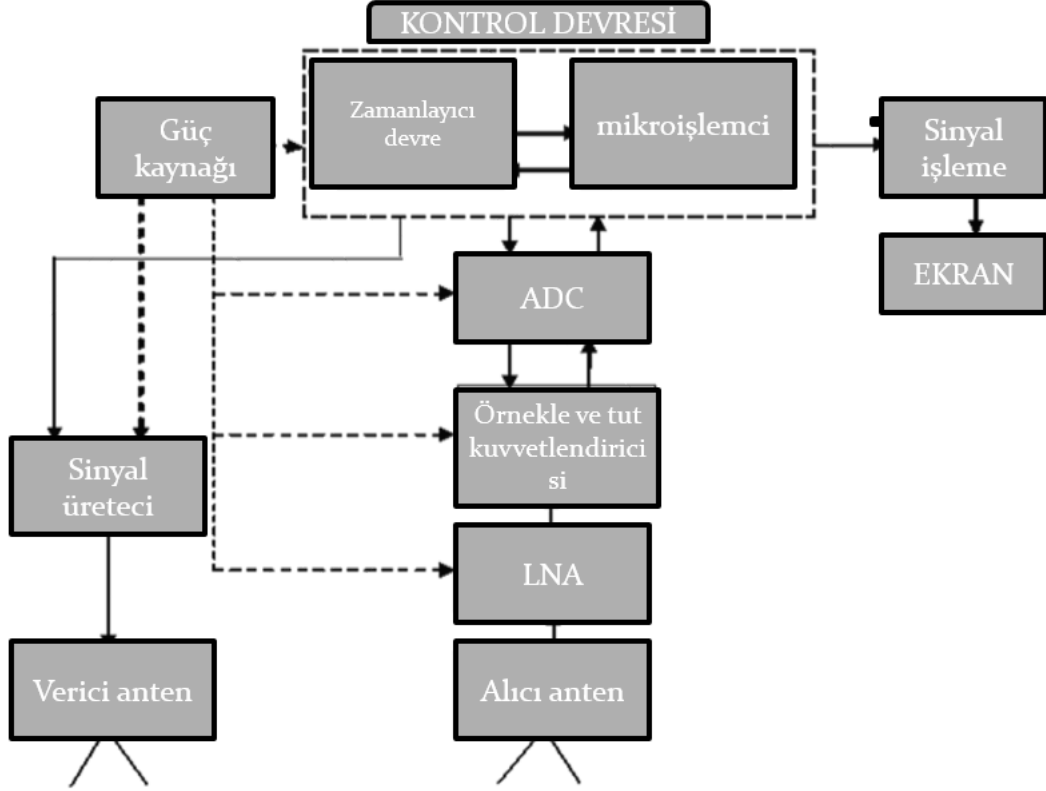 KONTROL DEVRESİ
Güç
kaynağı
Zamanlayıcı
devre
mikroişlemci
Sinyal
işleme
EKRAN
ADC
Örnekle ve tut
kuvvetlendirici
si
Sinyal
üreteci
LNA
Verici anten
Alıcı anten